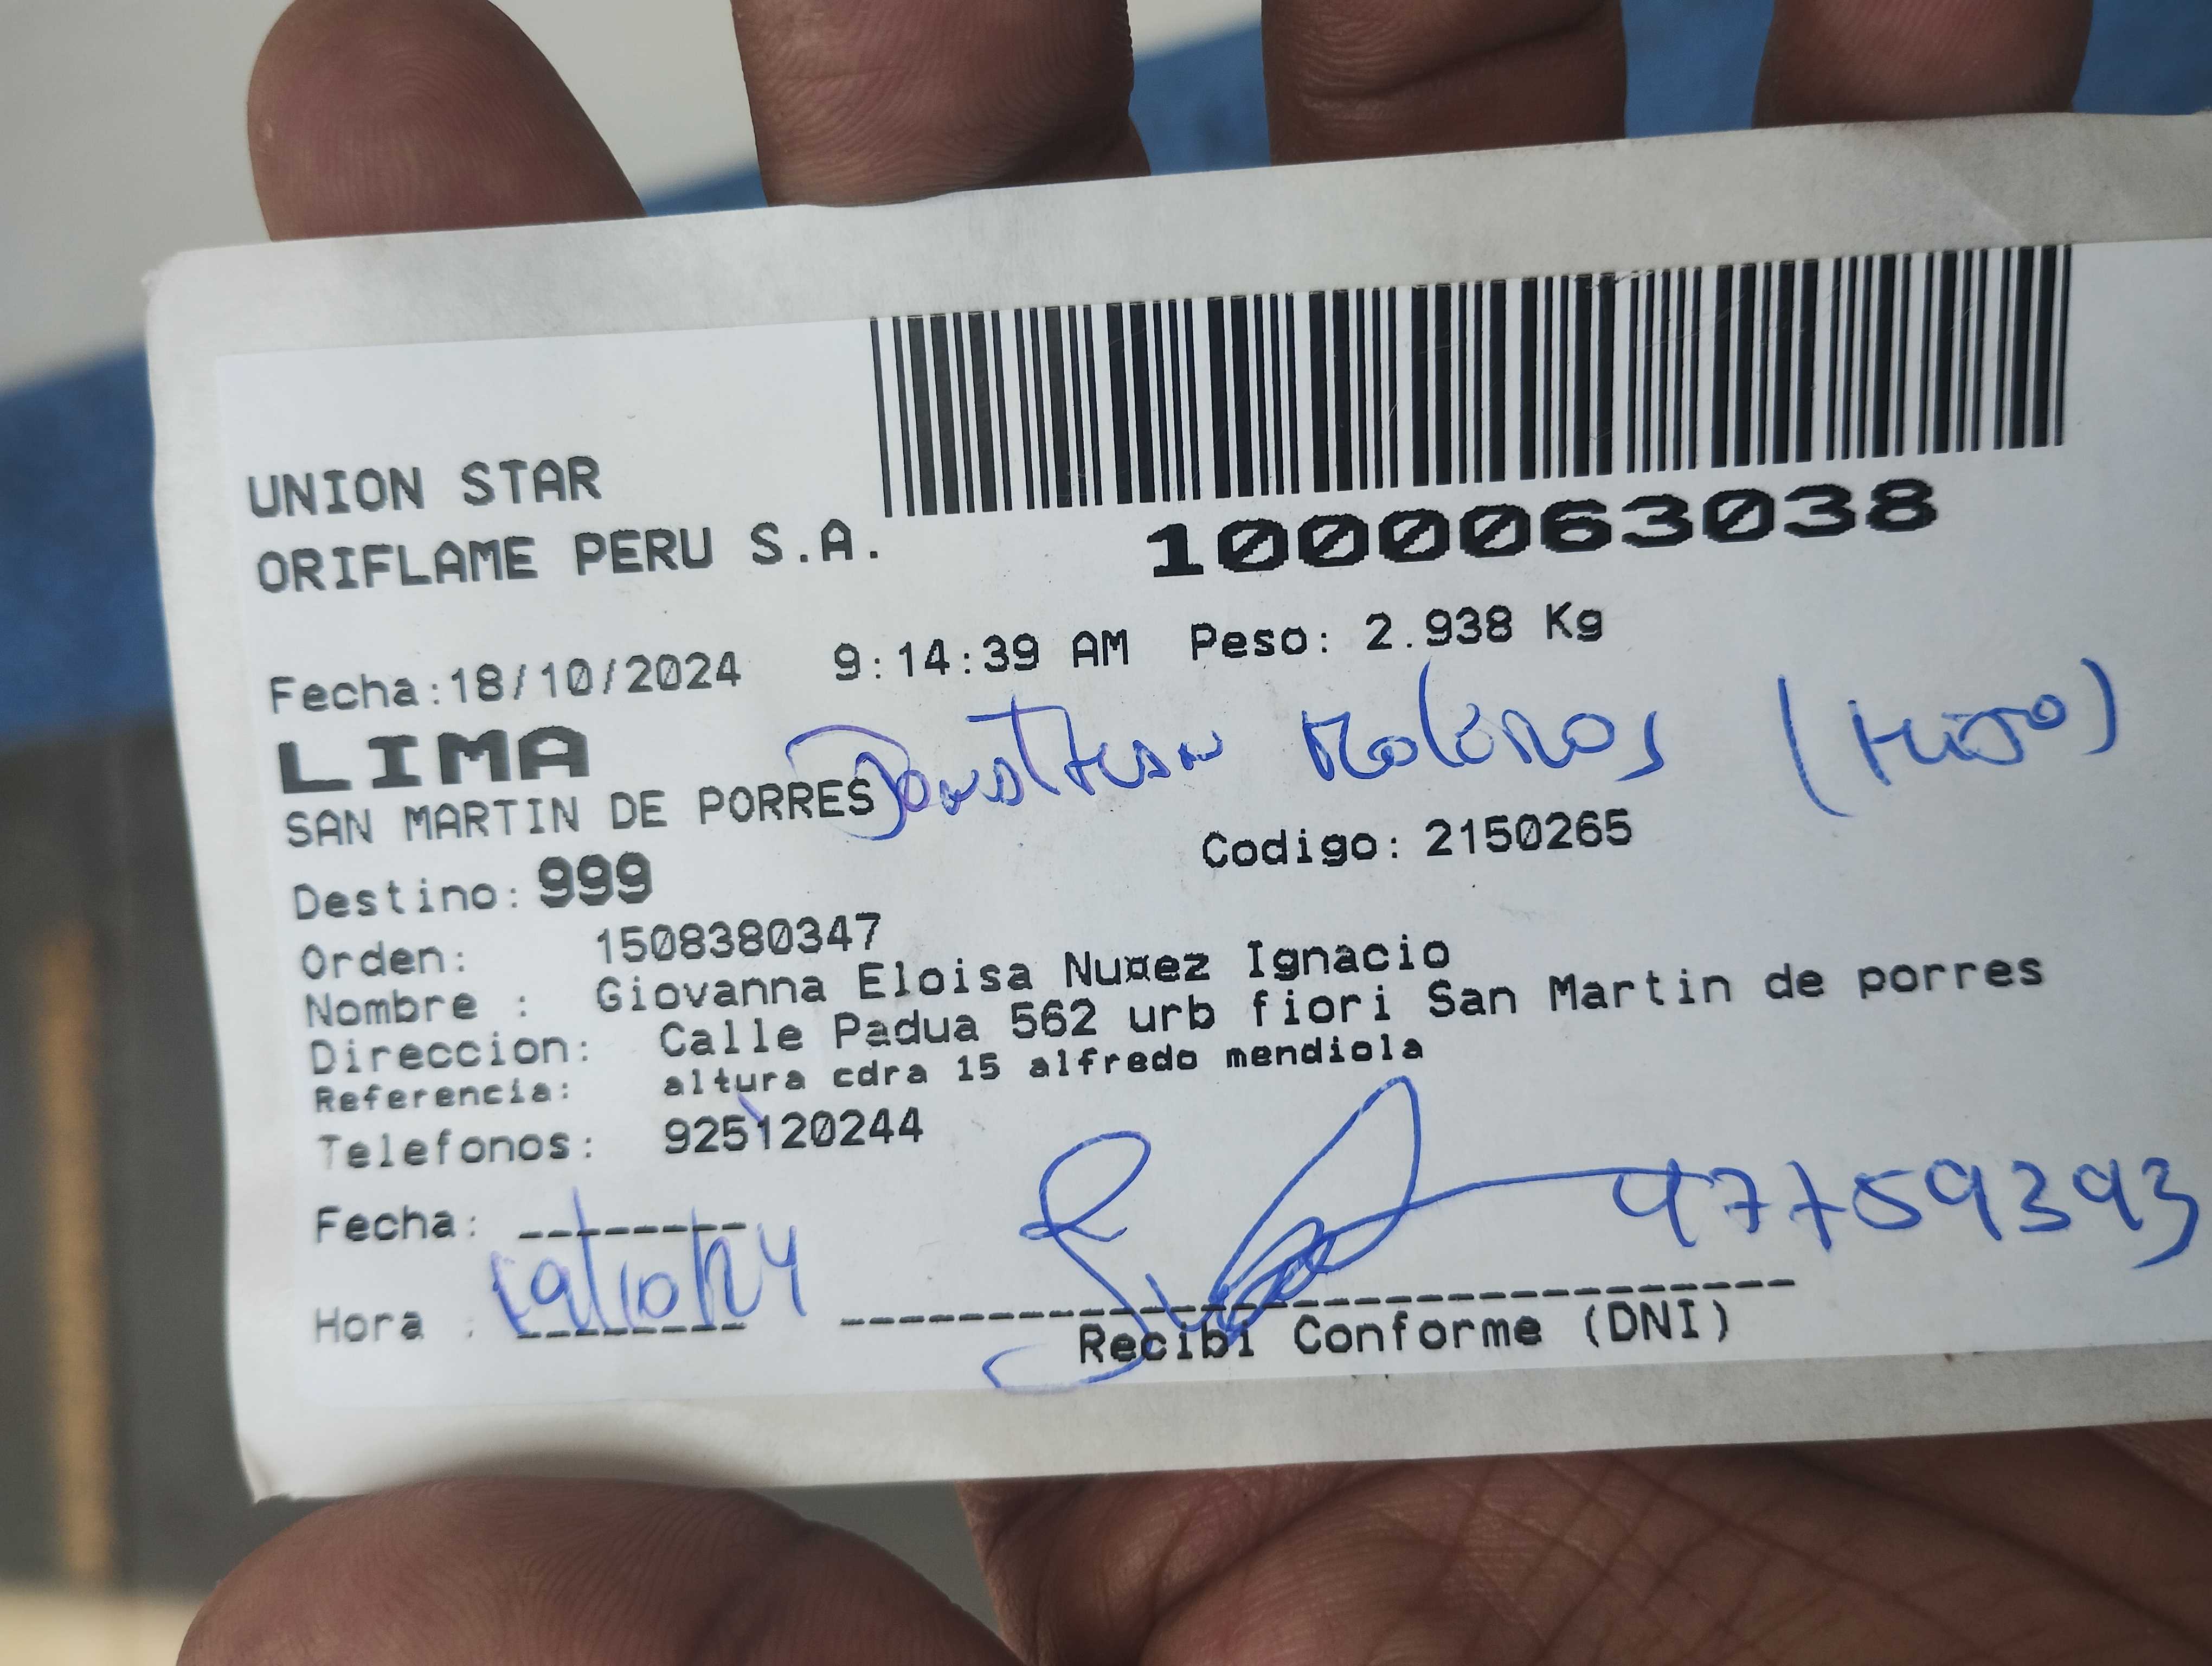 UNION STAR
ORIFLAME PERU S.A.
1000063038
Fecha:18/10/2024 9:14:39 AM Peso: 2.938 Kg
LIMA
SAN MARTIN DE PORRES
(HIJO)
Destino: 999 Codigo: 2150265
Orden: 1508380347
Nombre : Giovanna Eloisa Nu¤ez Ignacio
Direccion: Calle Padua 562 urb fiori San Martin de porres
Referencia: altura cdra 15 alfredo mendiola
Telefonos: 925120244
Fecha:
19/10/24
47759393
Hora :
Recibi Conforme (DNI)